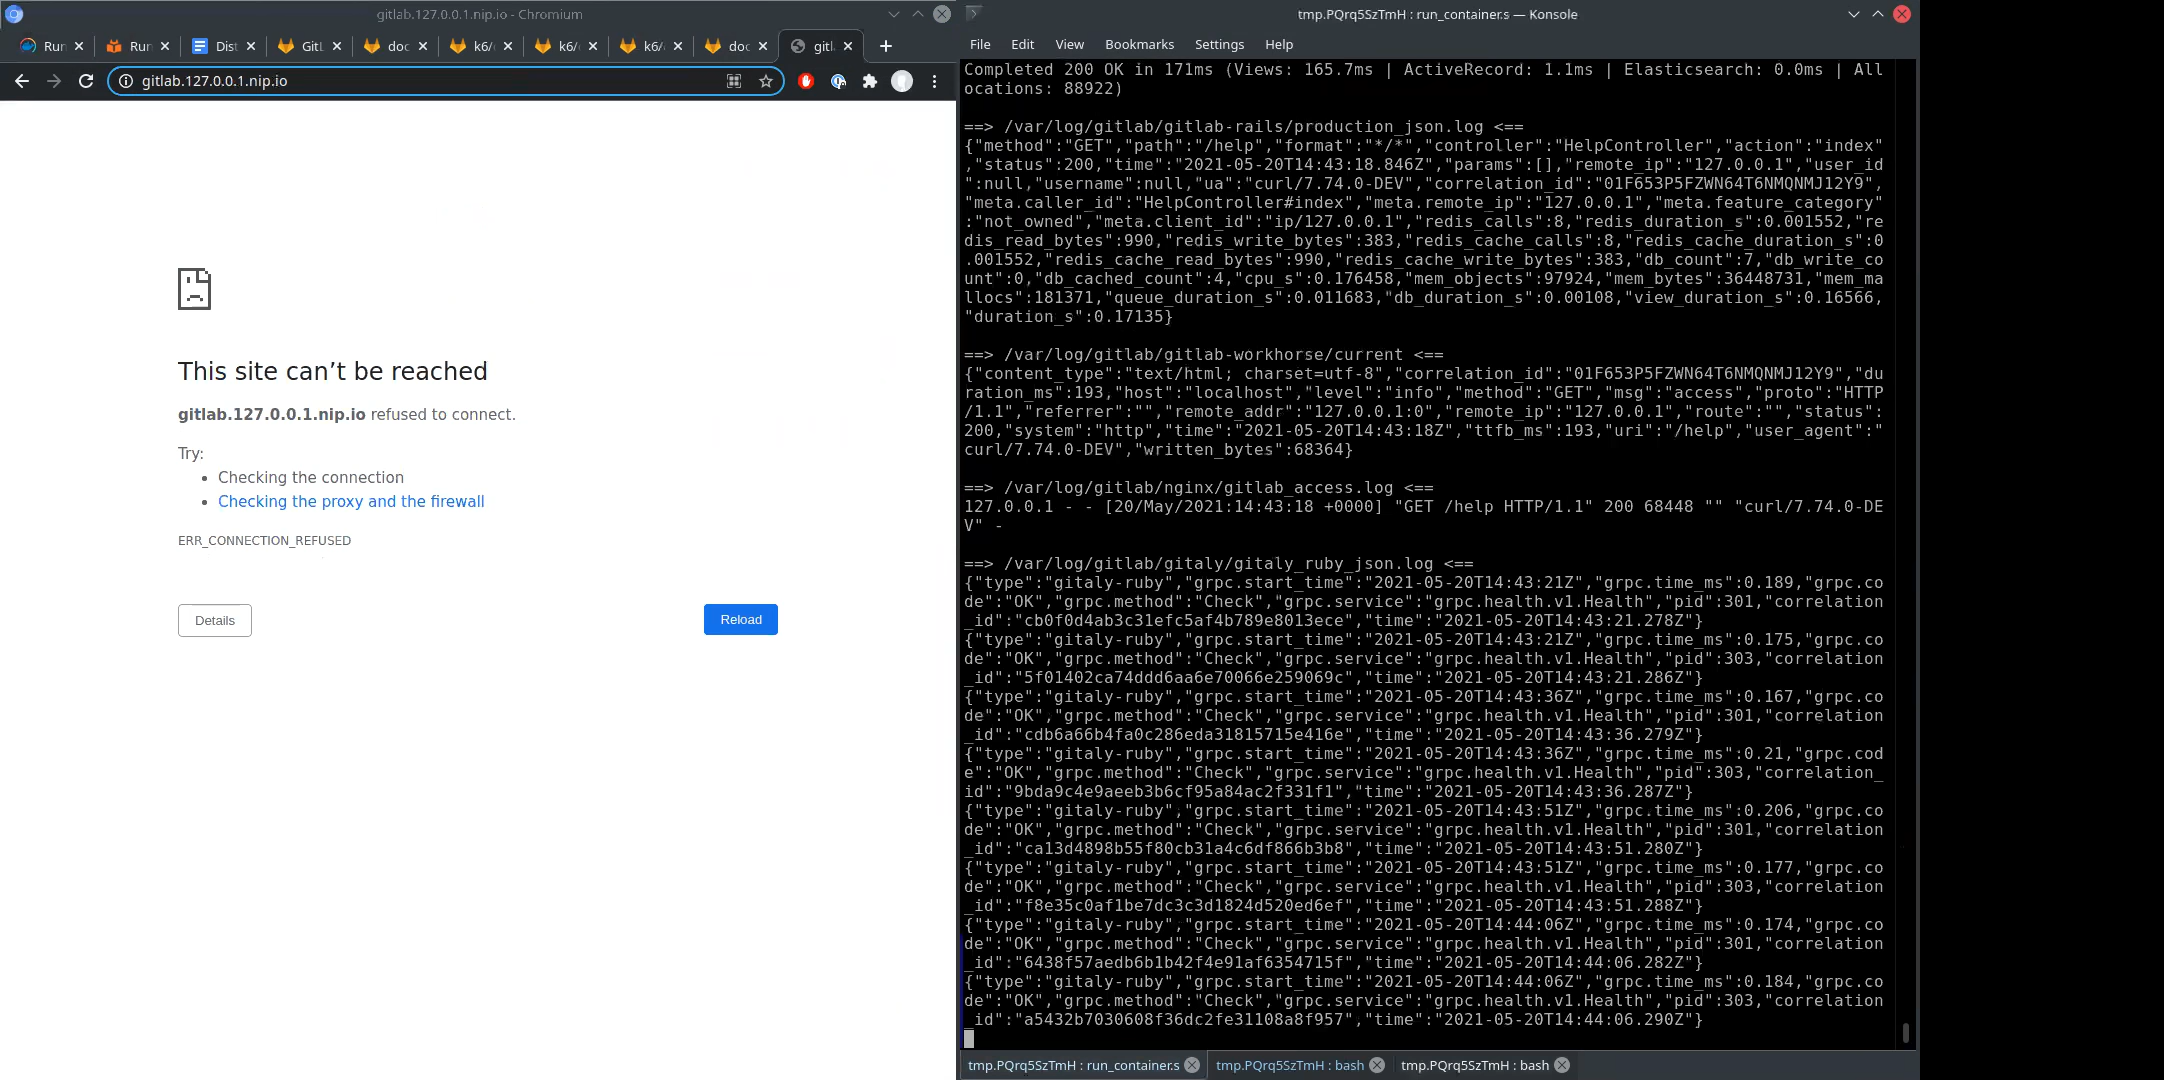 gitlab.127.0.0.1.nip.io - Chromium
Run
Run
Dist
GitL
doc
k6/
k6/
k6/
doc
gitl.
gitlab.127.0.0.1.nip.io
This site can’t be reached
gitlab.127.0.0.1.nip.io refused to connect.
Try:
• Checking the connection
• Checking the proxy and the firewall
ERR_CONNECTION_REFUSED
Details
Reload
tmp.PQrq5SzTmH : run_container.s — Konsole
File Edit View Bookmarks Settings Help
Completed 200 OK in 171ms (Views: 165.7ms | ActiveRecord: 1.1ms | Elasticsearch: 0.0ms | All
ocations: 88922)
==> /var/log/gitlab/gitlab-rails/production_json.log <==
{"method":"GET","path":"/help","format":"*/*","controller":"HelpController","action":"index"
,"status":200,"time":"2021-05-20T14:43:18.846Z","params":[],"remote_ip":"127.0.0.1","user_id
":null,"username":null,"ua":"curl/7.74.0-DEV","correlation_id":"01F653P5FZWN64T6NMQNMJ12Y9",
"meta.caller_id":"HelpController#index","meta.remote_ip":"127.0.0.1","meta.feature_category"
:"not_owned","meta.client_id":"ip/127.0.0.1","redis_calls":8,"redis_duration_s":0.001552,"re
dis_read_bytes":990,"redis_write_bytes":383,"redis_cache_calls":8,"redis_cache_duration_s":0
.001552,"redis_cache_read_bytes":990,"redis_cache_write_bytes":383,"db_count":7,"db_write_co
unt":0,"db_cached_count":4,"cpu_s":0.176458,"mem_objects":97924,"mem_bytes":36448731,"mem_ma
llocs":181371,"queue_duration_s":0.011683,"db_duration_s":0.00108,"view_duration_s":0.16566,
"duration_s":0.17135}
==> /var/log/gitlab/gitlab-workhorse/current <==
{"content_type":"text/html; charset=utf-8","correlation_id":"01F653P5FZWN64T6NMQNMJ12Y9","du
ration_ms":193,"host":"localhost","level":"info","method":"GET","msg":"access","proto":"HTTP
/1.1","referrer":"","remote_addr":"127.0.0.1:0","remote_ip":"127.0.0.1","route":"","status":
200,"system":"http","time":"2021-05-20T14:43:18Z","ttfb_ms":193,"uri":"/help","user_agent":"
curl/7.74.0-DEV","written_bytes":68364}
==> /var/log/gitlab/nginx/gitlab_access.log <==
127.0.0.1 - - [20/May/2021:14:43:18 +0000] "GET /help HTTP/1.1" 200 68448 "" "curl/7.74.0-DE
V" -
==> /var/log/gitlab/gitaly/gitaly_ruby_json.log <==
{"type":"gitaly-ruby","grpc.start_time":"2021-05-20T14:43:21Z","grpc.time_ms":0.189,"grpc.co
de":"OK","grpc.method":"Check","grpc.service":"grpc.health.v1.Health","pid":301,"correlation
_id":"cb0f0d4ab3c31efc5af4b789e8013ece","time":"2021-05-20T14:43:21.278Z"}
{"type":"gitaly-ruby","grpc.start_time":"2021-05-20T14:43:21Z","grpc.time_ms":0.175,"grpc.co
de":"OK","grpc.method":"Check","grpc.service":"grpc.health.v1.Health","pid":303,"correlation
_id":"5f01402ca74ddd6aa6e70066e259069c","time":"2021-05-20T14:43:21.286Z"}
{"type":"gitaly-ruby","grpc.start_time":"2021-05-20T14:43:36Z","grpc.time_ms":0.167,"grpc.co
de":"OK","grpc.method":"Check","grpc.service":"grpc.health.v1.Health","pid":301,"correlation
_id":"cdb6a66b4fa0c286eda31815715e416e","time":"2021-05-20T14:43:36.279Z"}
{"type":"gitaly-ruby","grpc.start_time":"2021-05-20T14:43:36Z","grpc.time_ms":0.21,"grpc.cod
e":"OK","grpc.method":"Check","grpc.service":"grpc.health.v1.Health","pid":303,"correlation_
id":"9bda9c4e9aeeb3b6cf95a84ac2f331f1","time":"2021-05-20T14:43:36.287Z"}
{"type":"gitaly-ruby","grpc.start_time":"2021-05-20T14:43:51Z","grpc.time_ms":0.206,"grpc.co
de":"OK","grpc.method":"Check","grpc.service":"grpc.health.v1.Health","pid":301,"correlation
_id":"ca13d4898b55f80cb31a4c6df866b3b8","time":"2021-05-20T14:43:51.280Z"}
{"type":"gitaly-ruby","grpc.start_time":"2021-05-20T14:43:51Z","grpc.time_ms":0.177,"grpc.co
de":"OK","grpc.method":"Check","grpc.service":"grpc.health.v1.Health","pid":303,"correlation
_id":"f8e35c0af1be7dc3c3d1824d520ed6ef","time":"2021-05-20T14:43:51.288Z"}
{"type":"gitaly-ruby","grpc.start_time":"2021-05-20T14:44:06Z","grpc.time_ms":0.174,"grpc.co
de":"OK","grpc.method":"Check","grpc.service":"grpc.health.v1.Health","pid":301,"correlation
_id":"6438f57aedb6b1b42f4e91af6354715f","time":"2021-05-20T14:44:06.282Z"}
{"type":"gitaly-ruby","grpc.start_time":"2021-05-20T14:44:06Z","grpc.time_ms":0.184,"grpc.co
de":"OK","grpc.method":"Check","grpc.service":"grpc.health.v1.Health","pid":303,"correlation
_id":"a5432b7030608f36dc2fe31108a8f957","time":"2021-05-20T14:44:06.290Z"}
tmp.PQrq5SzTmH : run_container.s
tmp.PQrq5SzTmH : bash
tmp.PQrq5SzTmH : bash